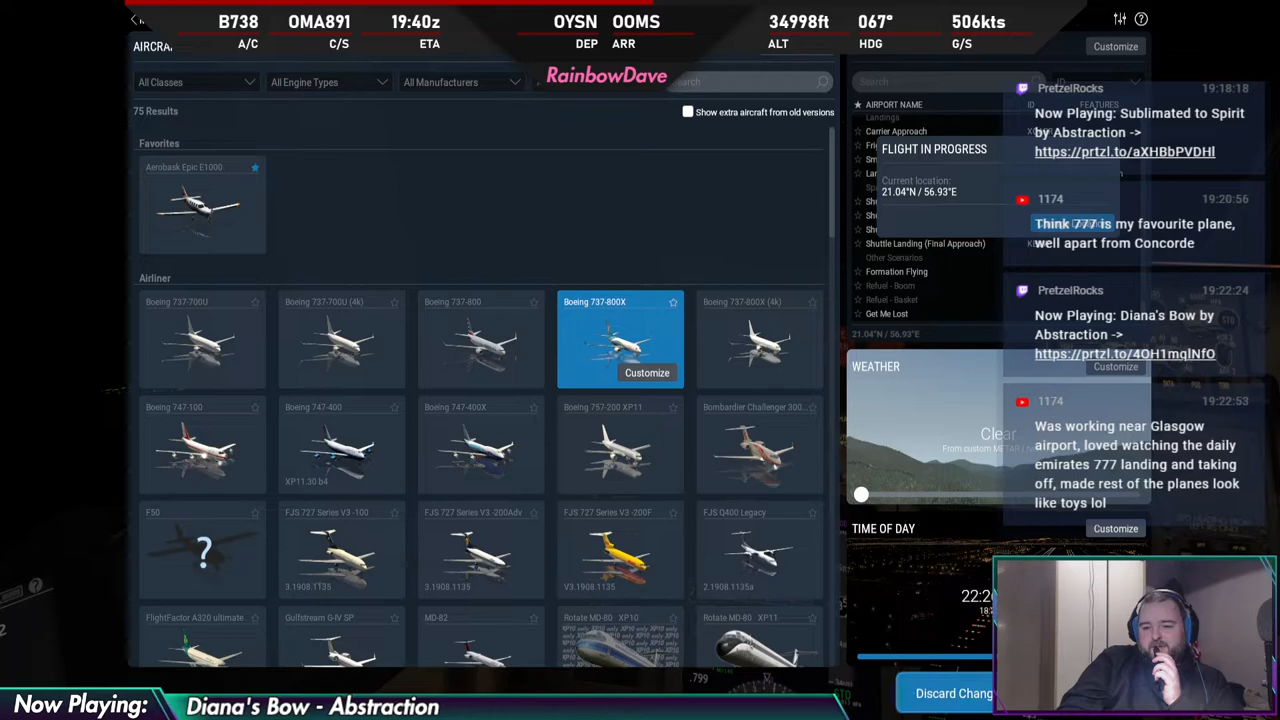 B738 OMA891 19:40z OYSN OOMS 34998ft 067° 506kts
A/C C/S ETA DEP ARR ALT HDG G/S
RainbowDave
AIRCRA
All Classes All Engine Types All Manufacturers
75 Results
Show extra aircraft from old versions
Favorites
Aerobask Epic E1000
Airliner
Boeing 737-700U
Boeing 737-700U (4k)
Boeing 737-800
Boeing 737-800X
Customize
Boeing 737-800X (4k)
Boeing 747-100
Boeing 747-400
XP11.30 b4
Boeing 747-400X
Boeing 757-200 XP11
Bombardier Challenger 300...
F50
?
FJS 727 Series V3 -100
3.1908.1135
FJS 727 Series V3 -200Adv
FJS 727 Series V3 -200F
V3.1908.1135
FJS Q400 Legacy
2.1908.1135a
FlightFactor A320 ultimate
Gulfstream G-IV SP
MD-82
Rotate MD-80 XP10
Rotate MD-80 XP11
Customize
Search
AIRPORT NAME ID FEATURES
Landings
Carrier Approach
FLIGHT IN PROGRESS
Current location:
21.04°N / 56.93°E
Shuttle Landing (Final Approach)
Other Scenarios
Formation Flying
Refuel - Boom
Refuel - Basket
Get Me Lost
21.04°N / 56.93°E
WEATHER
Customize
Clear
TIME OF DAY
Customize
Discard Chang
.799
PretzelRocks 19:18:18
Now Playing: Sublimated to Spirit
by Abstraction ->
https://prtzl.to/aXHBbPVDHl
1174 19:20:56
Think 777 is my favourite plane,
well apart from Concorde
PretzelRocks 19:22:24
Now Playing: Diana's Bow by
Abstraction ->
https://prtzl.to/4OH1mqlNfO
1174 19:22:53
Was working near Glasgow
airport, loved watching the daily
emirates 777 landing and taking
off, made rest of the planes look
like toys lol
Now Playing: Diana's Bow - Abstraction